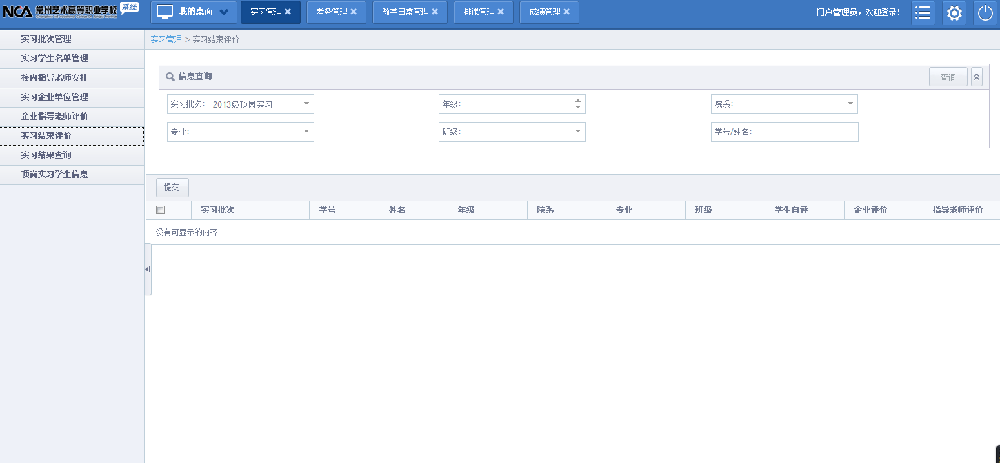 NCA 常州艺术高等职业学校 系统
我的桌面 实习管理 考务管理 教学日常管理 排课管理 成绩管理
门户管理员，欢迎登录!
实习批次管理
实习学生名单管理
校内指导老师安排
实习企业单位管理
企业指导老师评价
实习结束评价
实习结果查询
顶岗实习学生信息
实习管理 > 实习结束评价
信息查询 查询
实习批次: 2013级顶岗实习 年级: 院系:
专业: 班级: 学号/姓名:
提交
实习批次 学号 姓名 年级 院系 专业 班级 学生自评 企业评价 指导老师评价
没有可显示的内容